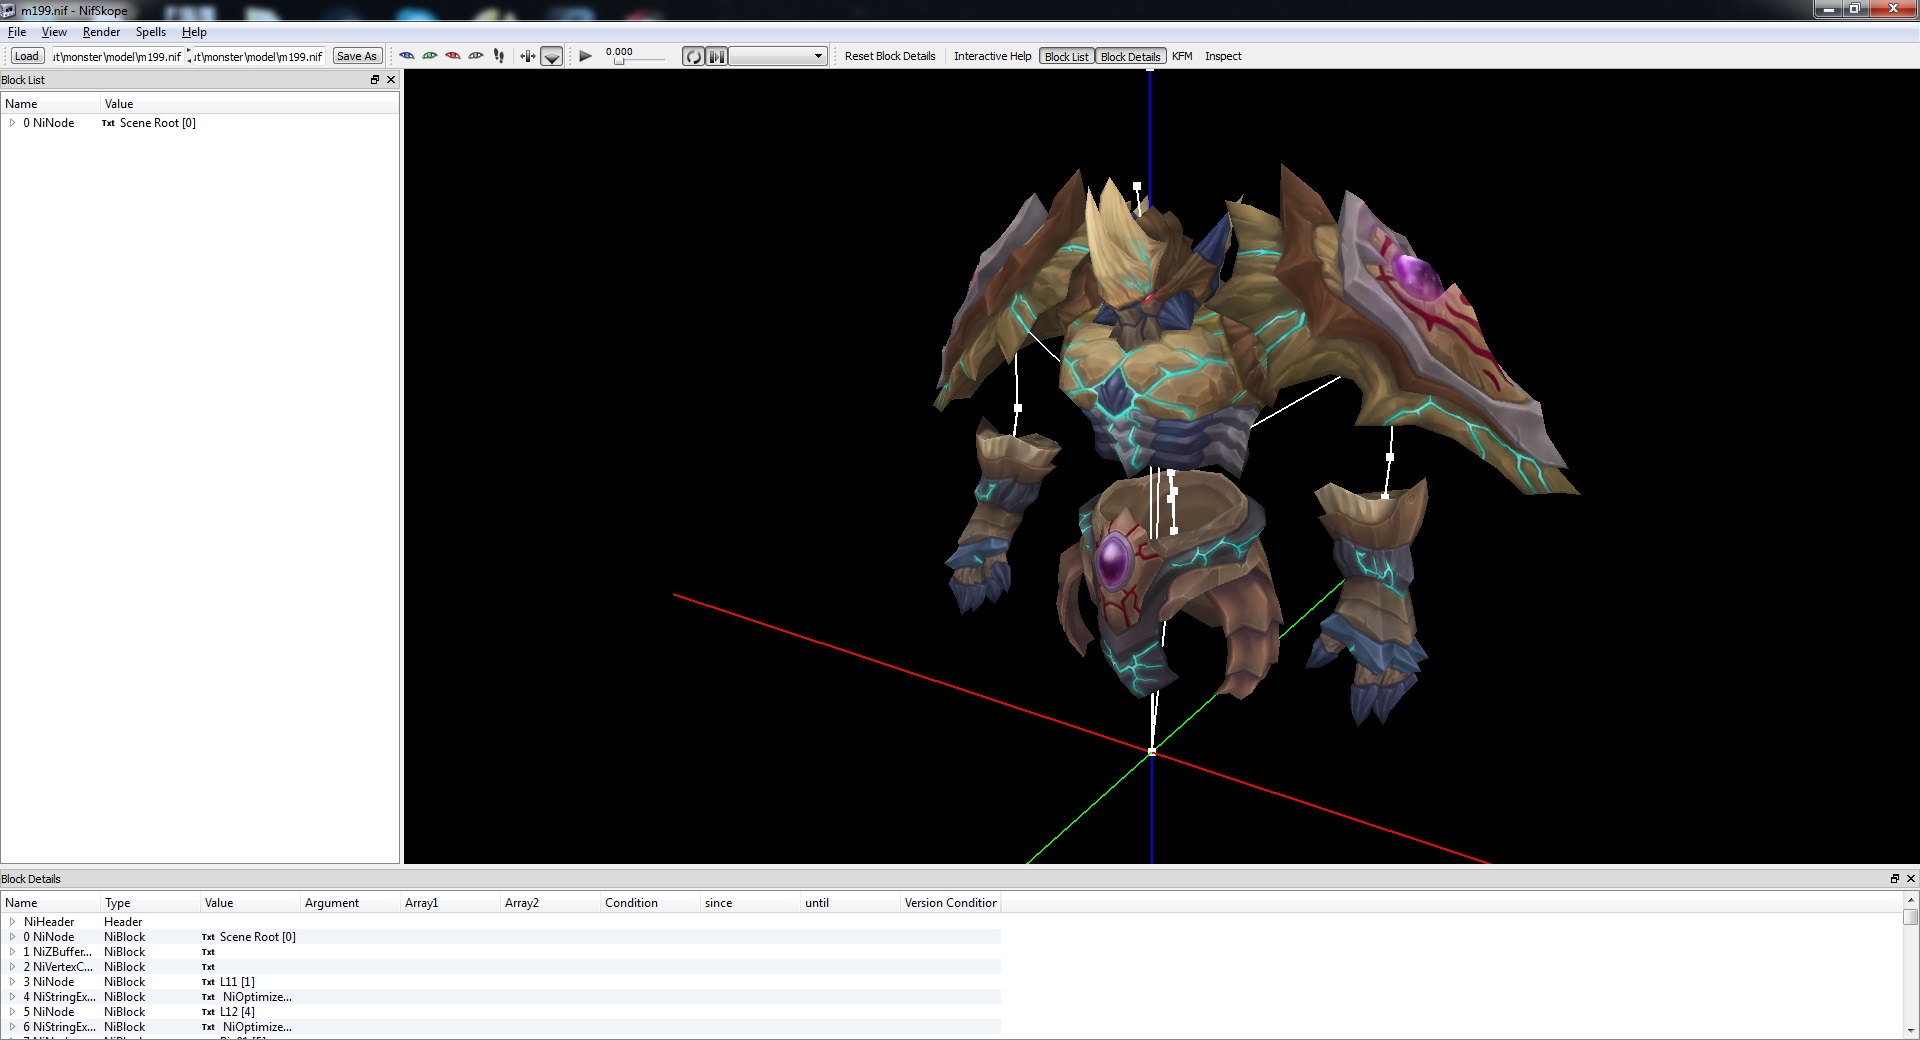 m199.nif - NifSkope
File View Render Spells Help
Load ut\monster\model\m199.nif ut\monster\model\m199.nif Save As 0.000 Reset Block Details Interactive Help Block List Block Details KFM Inspect
Block List
Name Value
0 NiNode Txt Scene Root [0]
Block Details
Name Type Value Argument Array1 Array2 Condition since until Version Condition
NiHeader Header
0 NiNode NiBlock Txt Scene Root [0]
1 NiZBuffer... NiBlock Txt
2 NiVertexC... NiBlock Txt
3 NiNode NiBlock Txt L11 [1]
4 NiStringEx... NiBlock Txt NiOptimize...
5 NiNode NiBlock Txt L12 [4]
6 NiStringEx... NiBlock Txt NiOptimize...